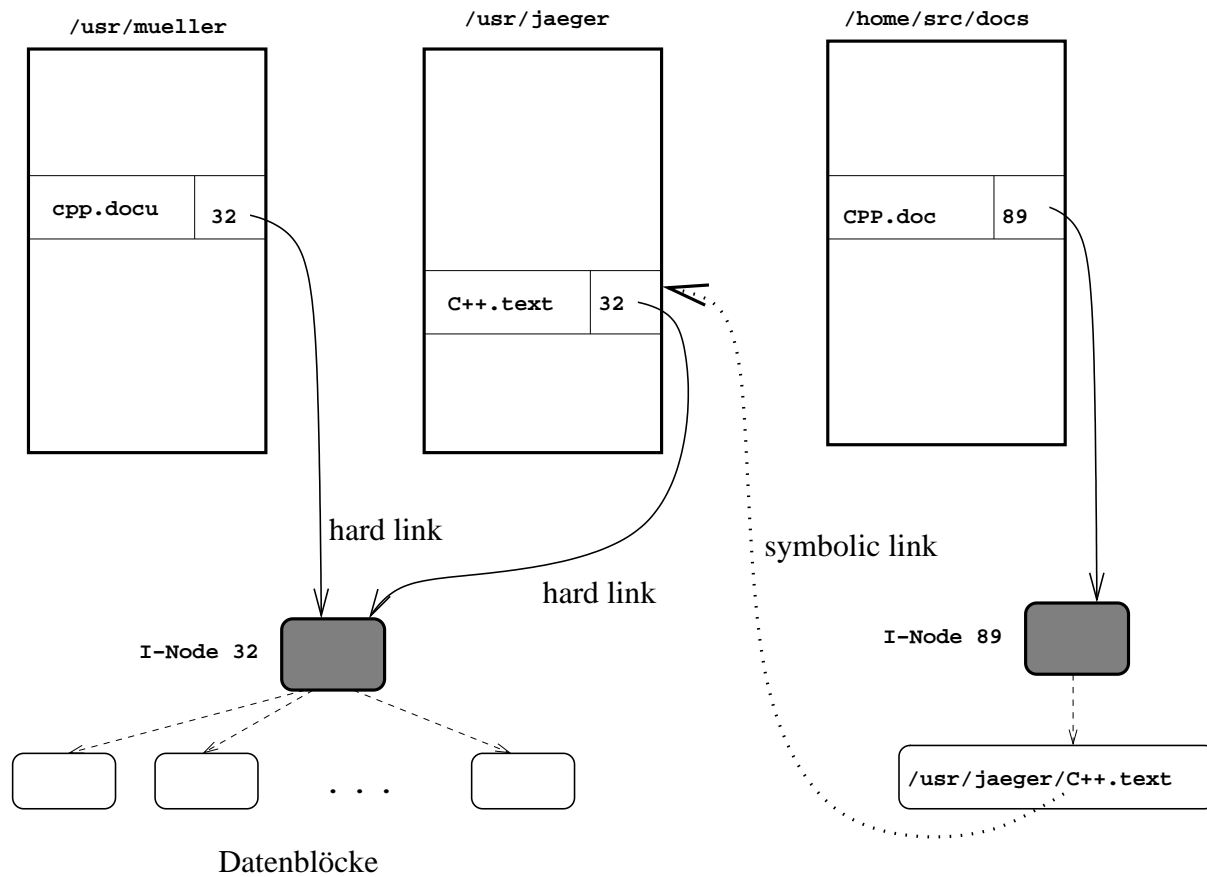 /usr/mueller
/usr/jaeger
/home/src/docs
cpp.docu 32
CPP.doc 89
C++.text 32
hard link
symbolic link
hard link
I-Node 32
I-Node 89
/usr/jaeger/C++.text
. . .
Datenblöcke